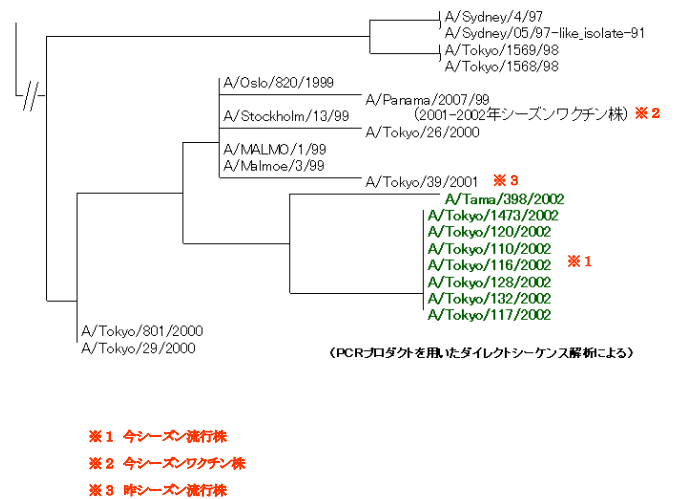 A/Sydney/4/97
A/Sydney/05/97-like_isolate-91
A/Tokyo/1569/98
A/Tokyo/1568/98
A/Oslo/820/1999
A/Panama/2007/99
A/Stockholm/13/99
(2001-2002年シーズンワクチン株) ※2
A/Tokyo/26/2000
A/MALMO/1/99
A/Malmoe/3/99
A/Tokyo/39/2001 ※3
A/Tama/398/2002
A/Tokyo/1473/2002
A/Tokyo/120/2002
A/Tokyo/110/2002
A/Tokyo/116/2002 ※1
A/Tokyo/128/2002
A/Tokyo/132/2002
A/Tokyo/117/2002
A/Tokyo/801/2000
A/Tokyo/29/2000
(PCRプロダクトを用いたダイレクトシーケンス解析による)
※1 今シーズン流行株
※2 今シーズンワクチン株
※3 昨シーズン流行株